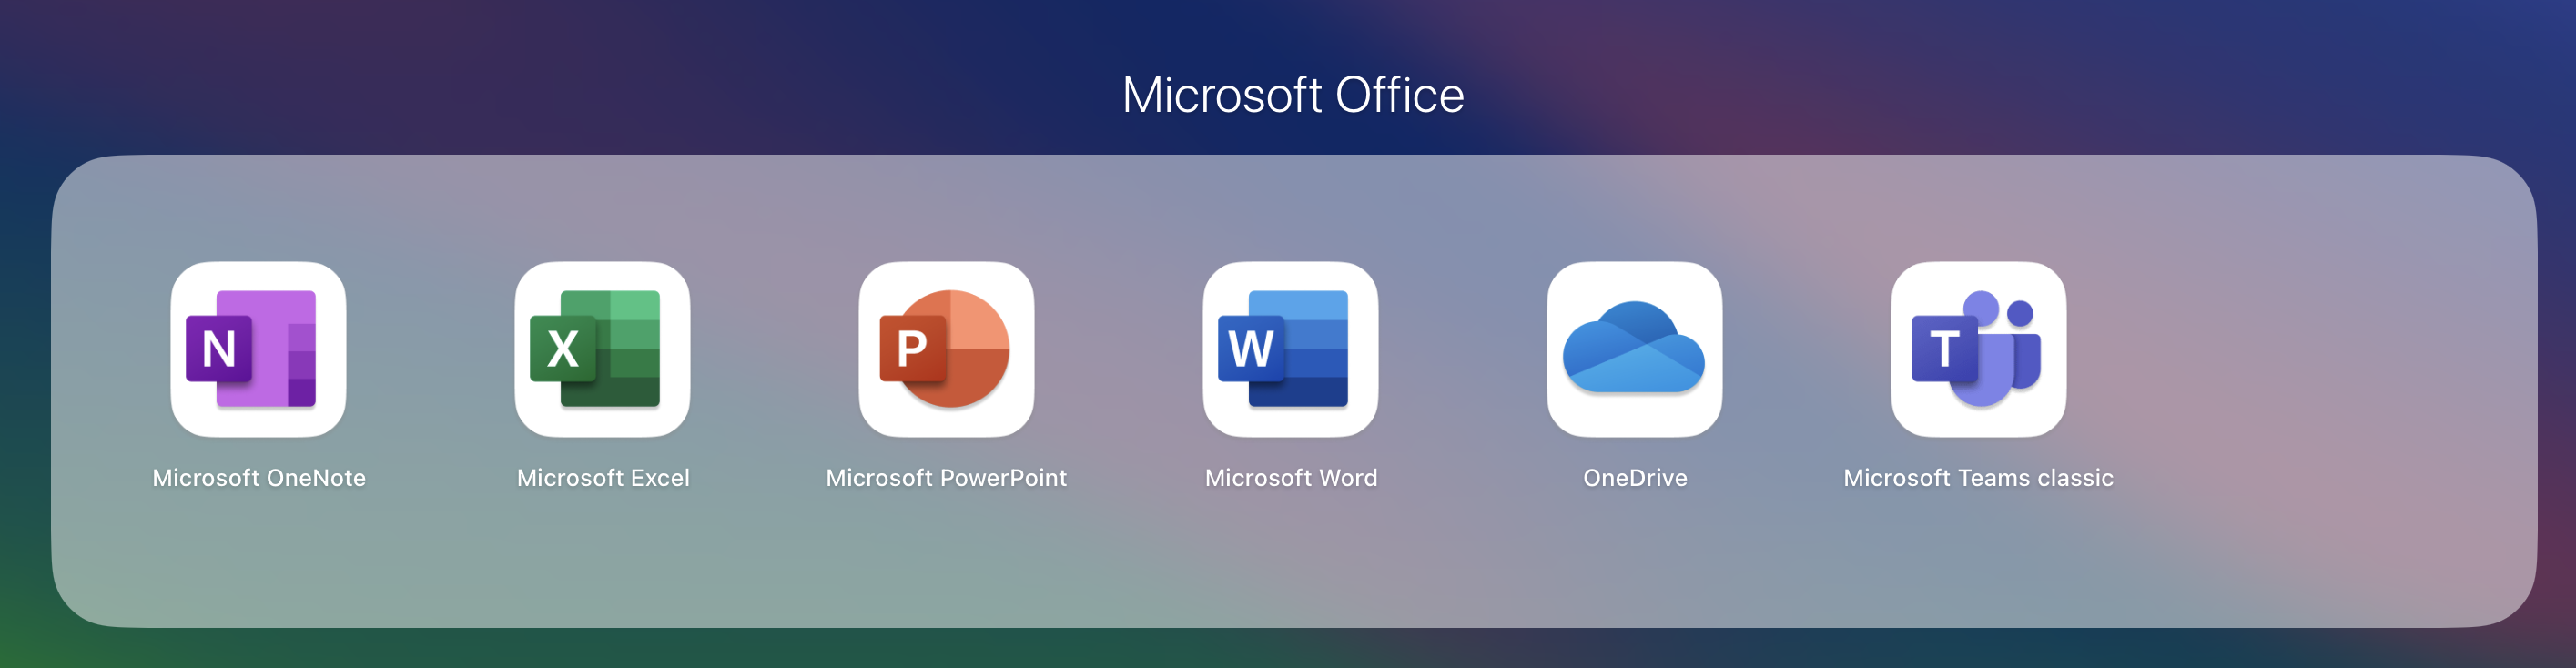 Microsoft Office
N
X
P
W
T
Microsoft OneNote
Microsoft Excel
Microsoft PowerPoint
Microsoft Word
OneDrive
Microsoft Teams classic